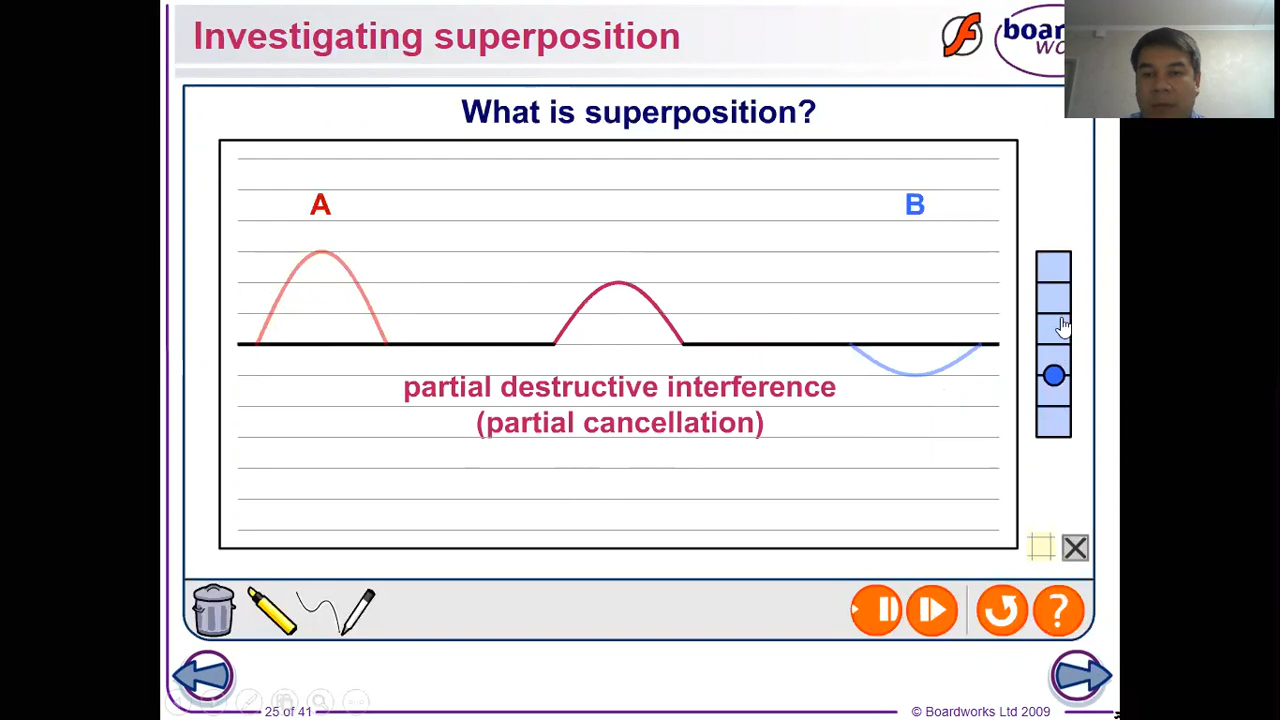 Investigating superposition
boar
wo
What is superposition?
A
B
partial destructive interference
(partial cancellation)
?
25 of 41
© Boardworks Ltd 2009